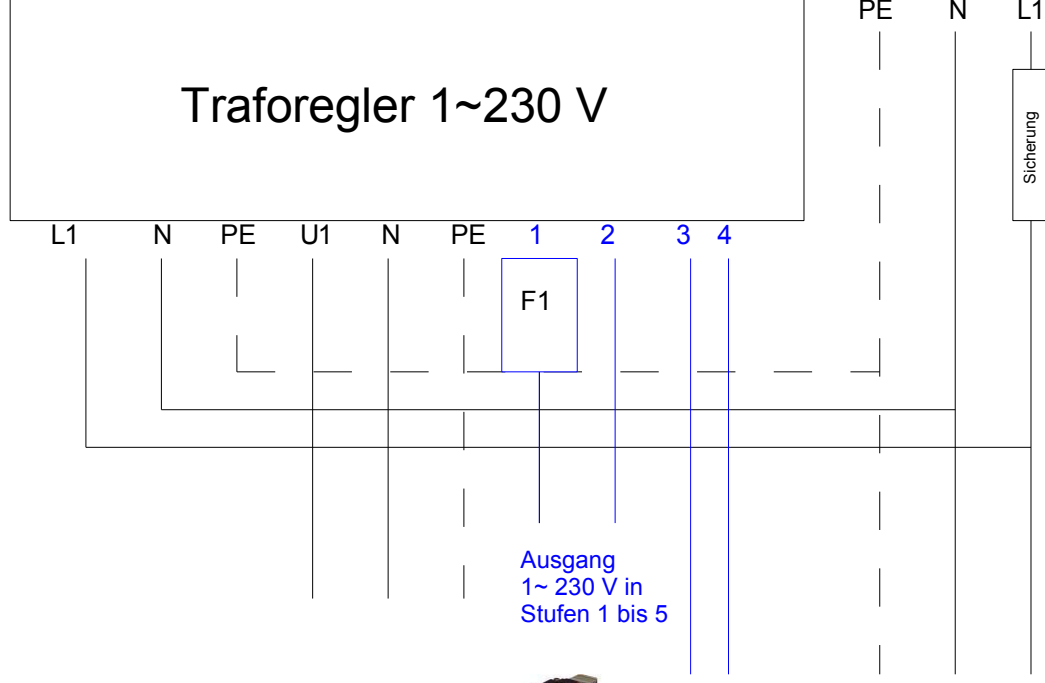 PE N L1
Traforegler 1~230 V
Sicherung
L1 N PE U1 N PE 1 2 3 4
F1
Ausgang
1~ 230 V in
Stufen 1 bis 5